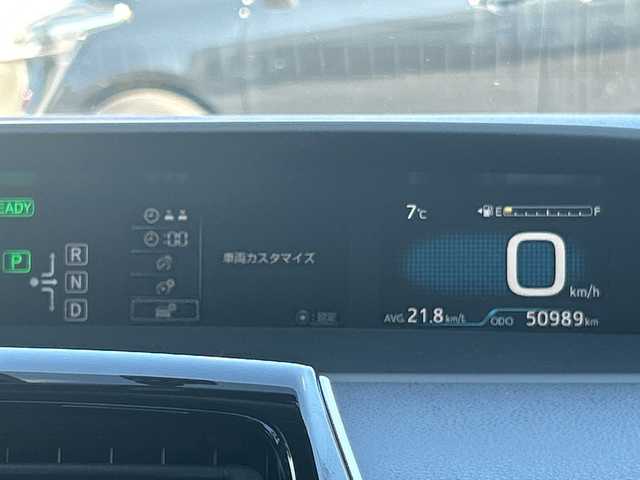 READY
P
R
N
D
:00
車両カスタマイズ
:設定
7℃
E F
0 km/h
AVG 21.8 km/L
ODO 50989 km